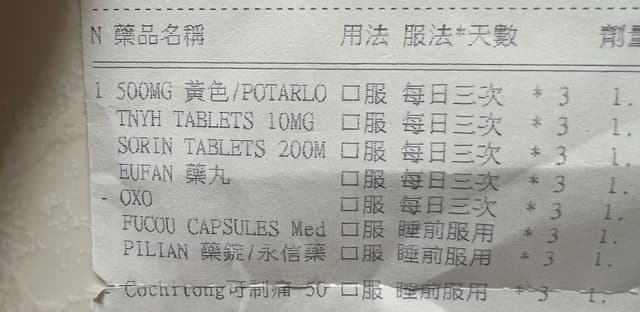 N 藥品名稱 用法 服法*天數 劑量
1 500MG 黃色/POTARLO 口服 每日三次 * 3 1.
TNYH TABLETS 10MG 口服 每日三次 * 3 1.
SORIN TABLETS 200M 口服 每日三次 * 3 1.
EUFAN 藥丸 口服 每日三次 * 3 1.
- OXO 口服 每日三次 * 3 1.
FUCOU CAPSULES Med 口服 睡前服用 * 3 1.
PILIAN 藥錠/永信藥 口服 睡前服用 * 3 1.
Cochitong可制痛 50 口服 睡前服用 * 3 1.